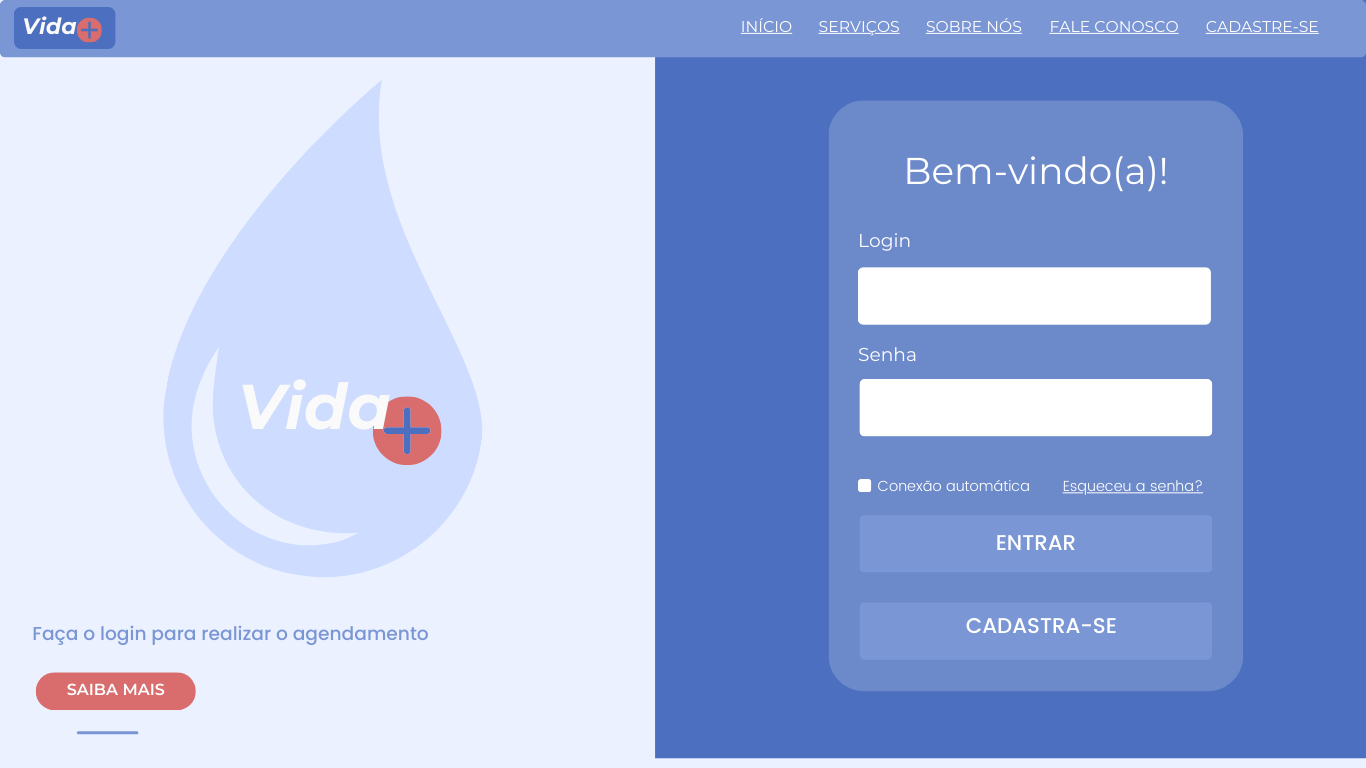 Vida+
INÍCIO SERVIÇOS SOBRE NÓS FALE CONOSCO CADASTRE-SE
Vida+
Faça o login para realizar o agendamento
SAIBA MAIS
Bem-vindo(a)!
Login
Senha
Conexão automática Esqueceu a senha?
ENTRAR
CADASTRA-SE